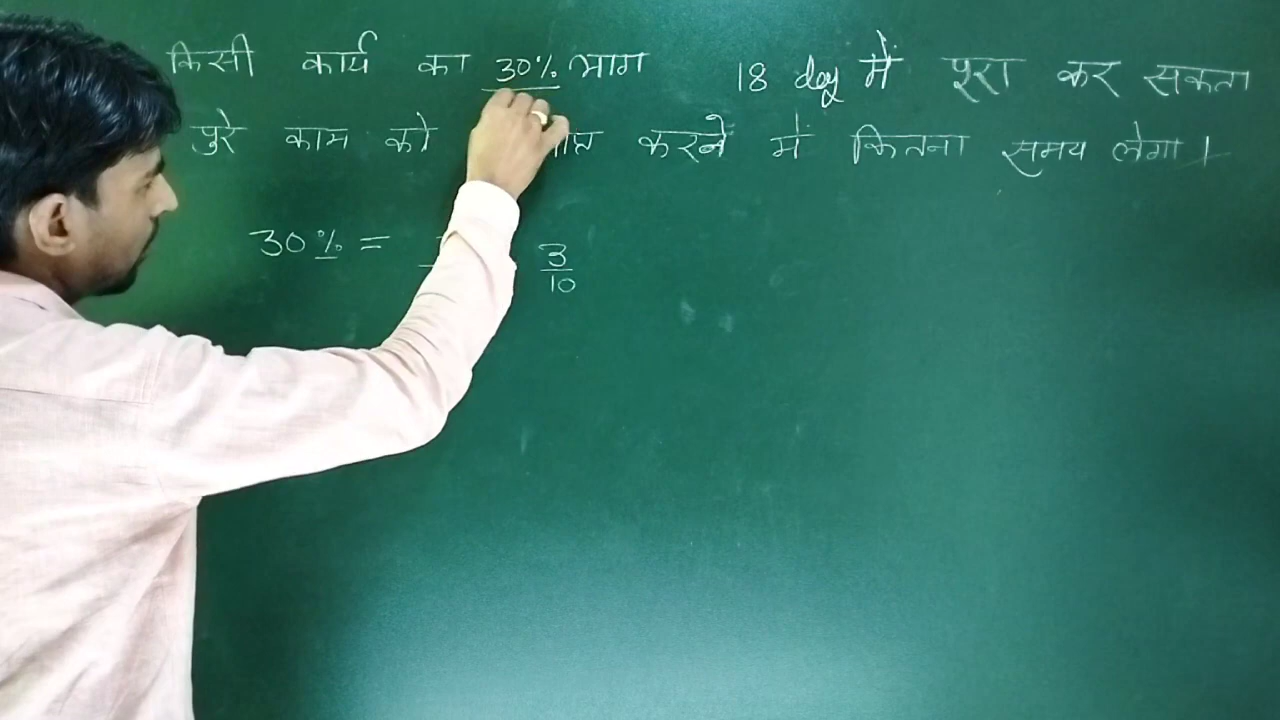 किसी कार्य का 30% भाग 18 day में पूरा कर सकता
पुरे काम को करने में कितना समय लेगा।
30% = 3/10